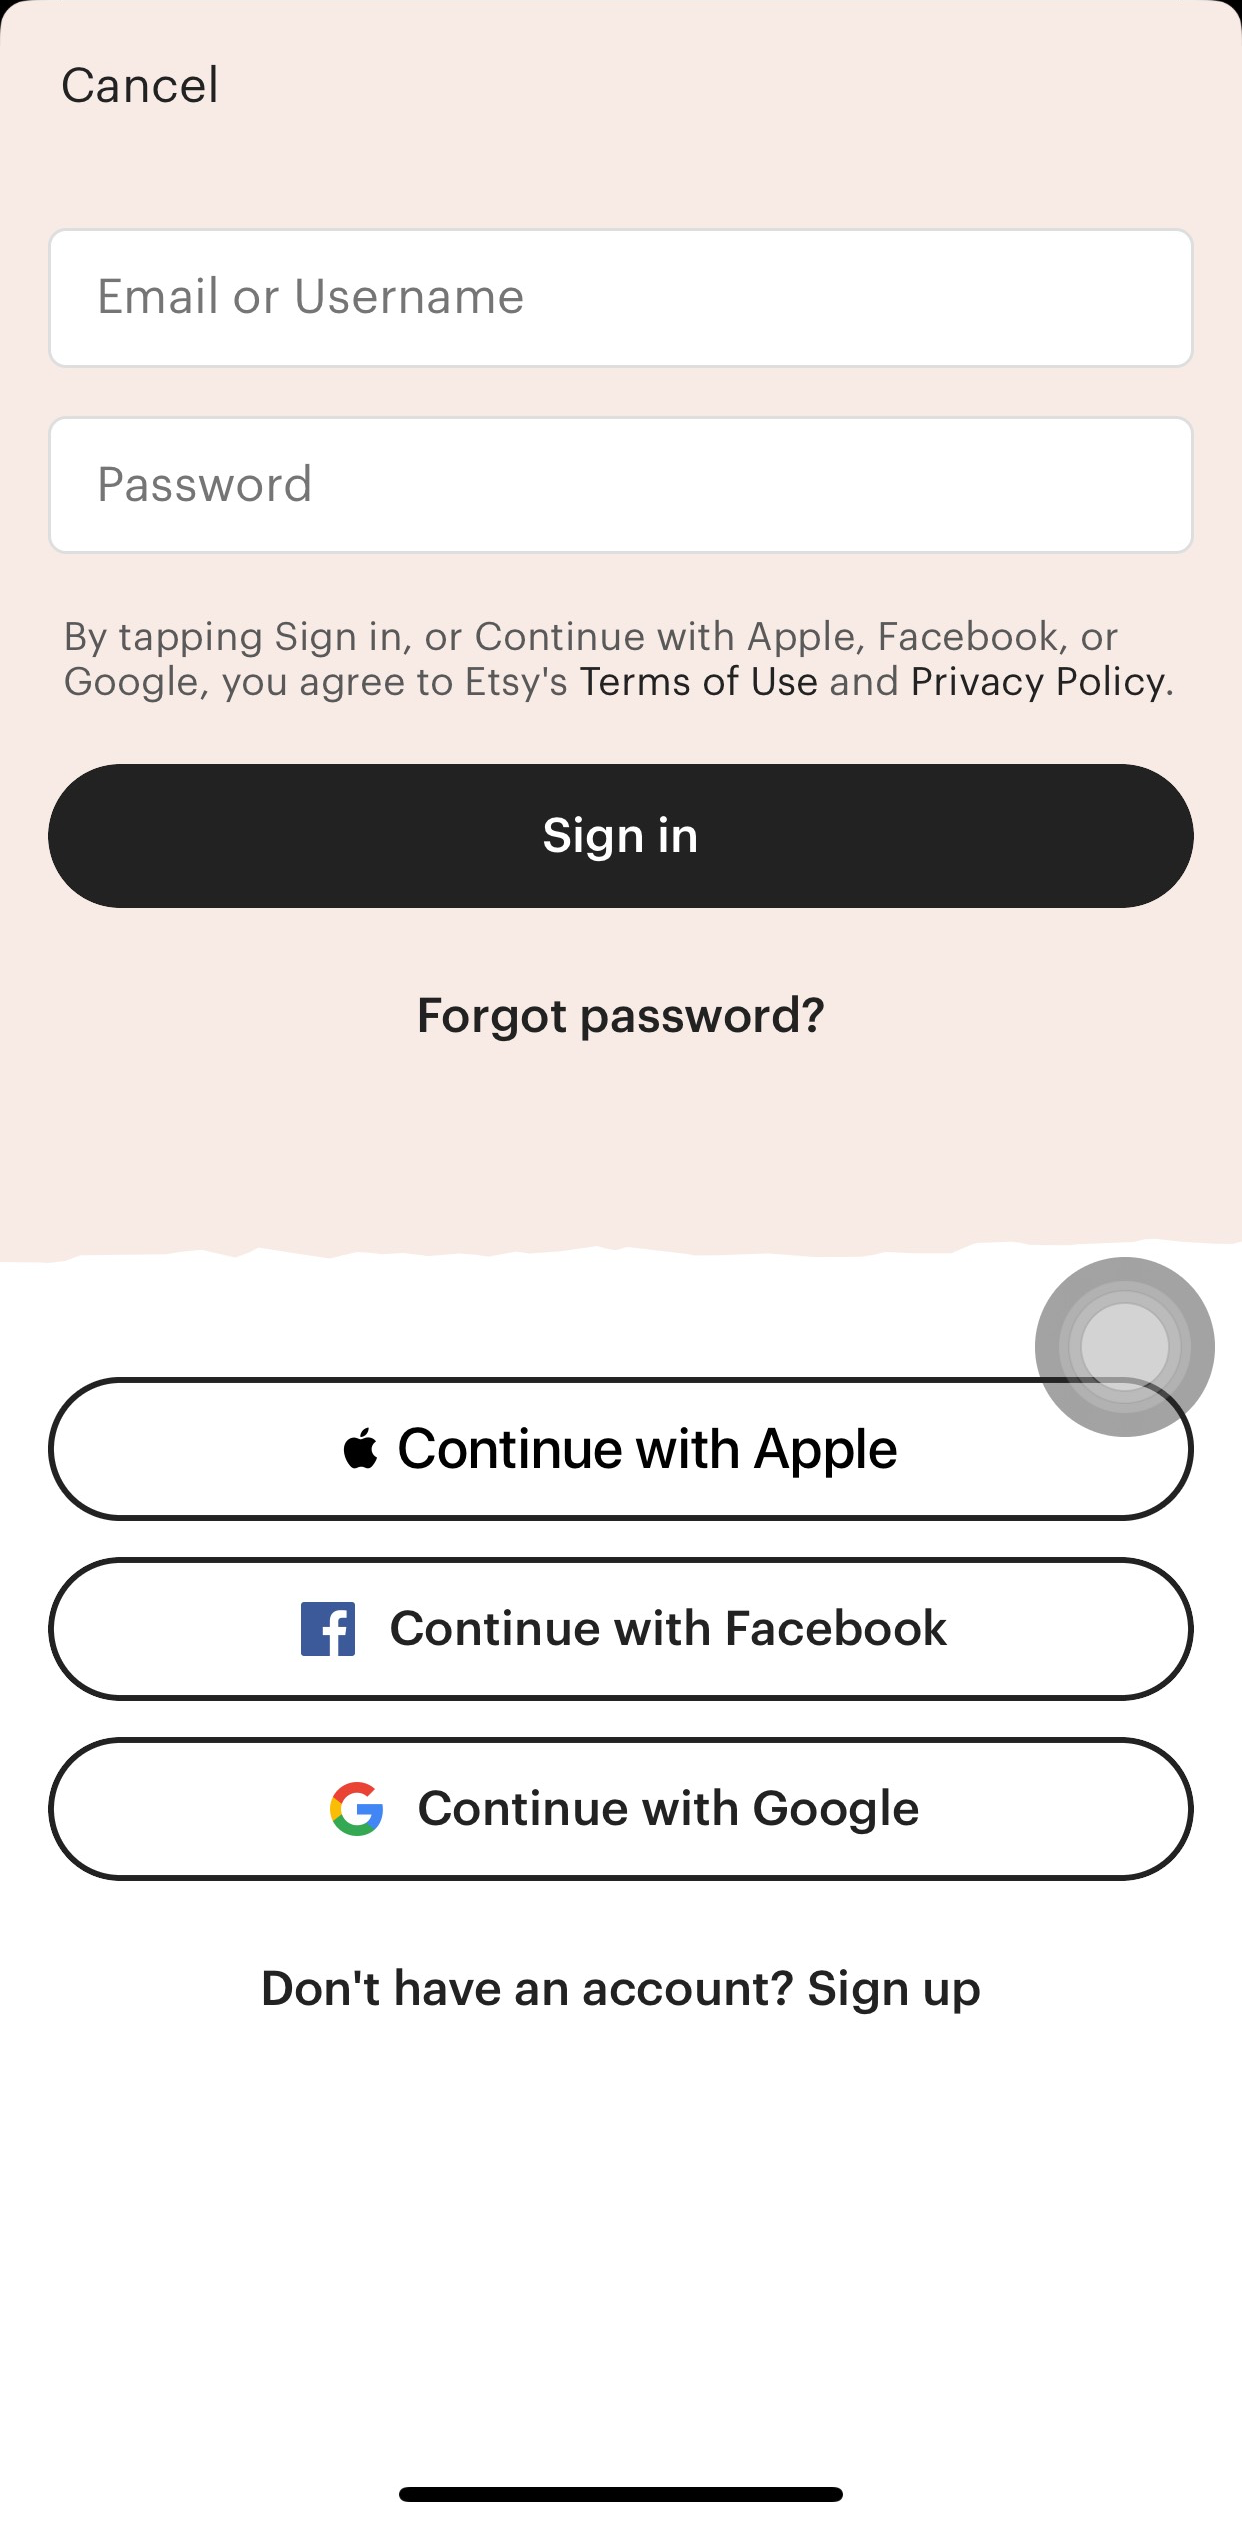 Cancel
Email or Username
Password
By tapping Sign in, or Continue with Apple, Facebook, or
Google, you agree to Etsy's Terms of Use and Privacy Policy.
Sign in
Forgot password?
Continue with Apple
Continue with Facebook
Continue with Google
Don't have an account? Sign up